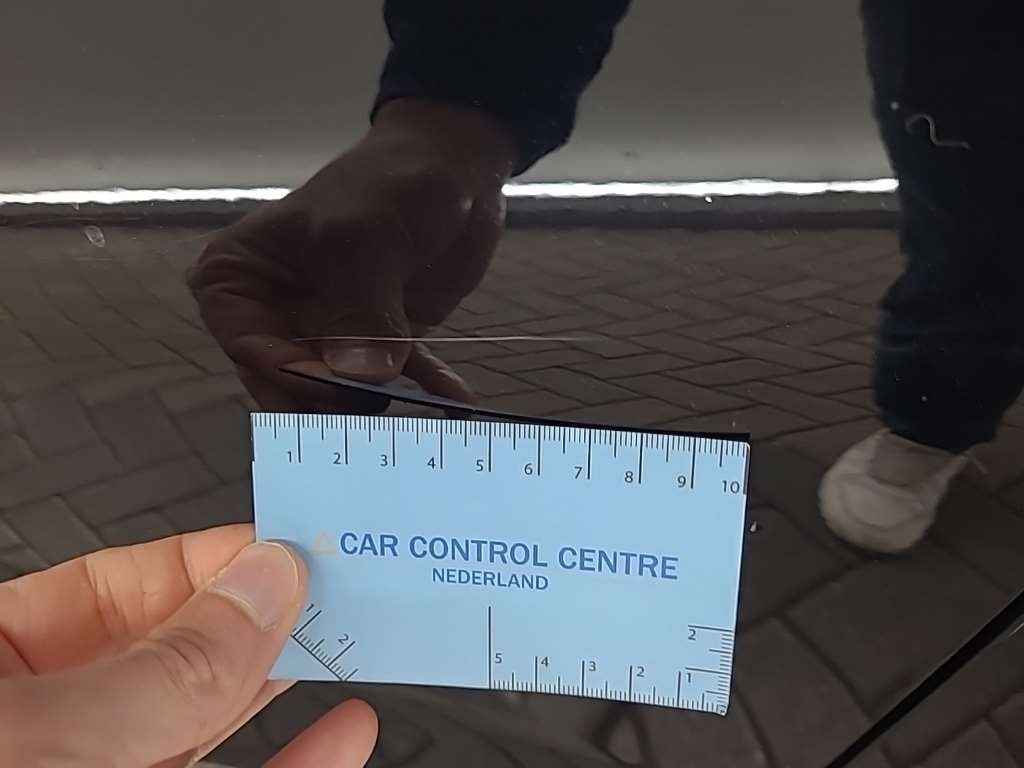 1 2 3 4 5 6 7 8 9 10
CAR CONTROL CENTRE
NEDERLAND
1 2
5 4 3 2 1
2